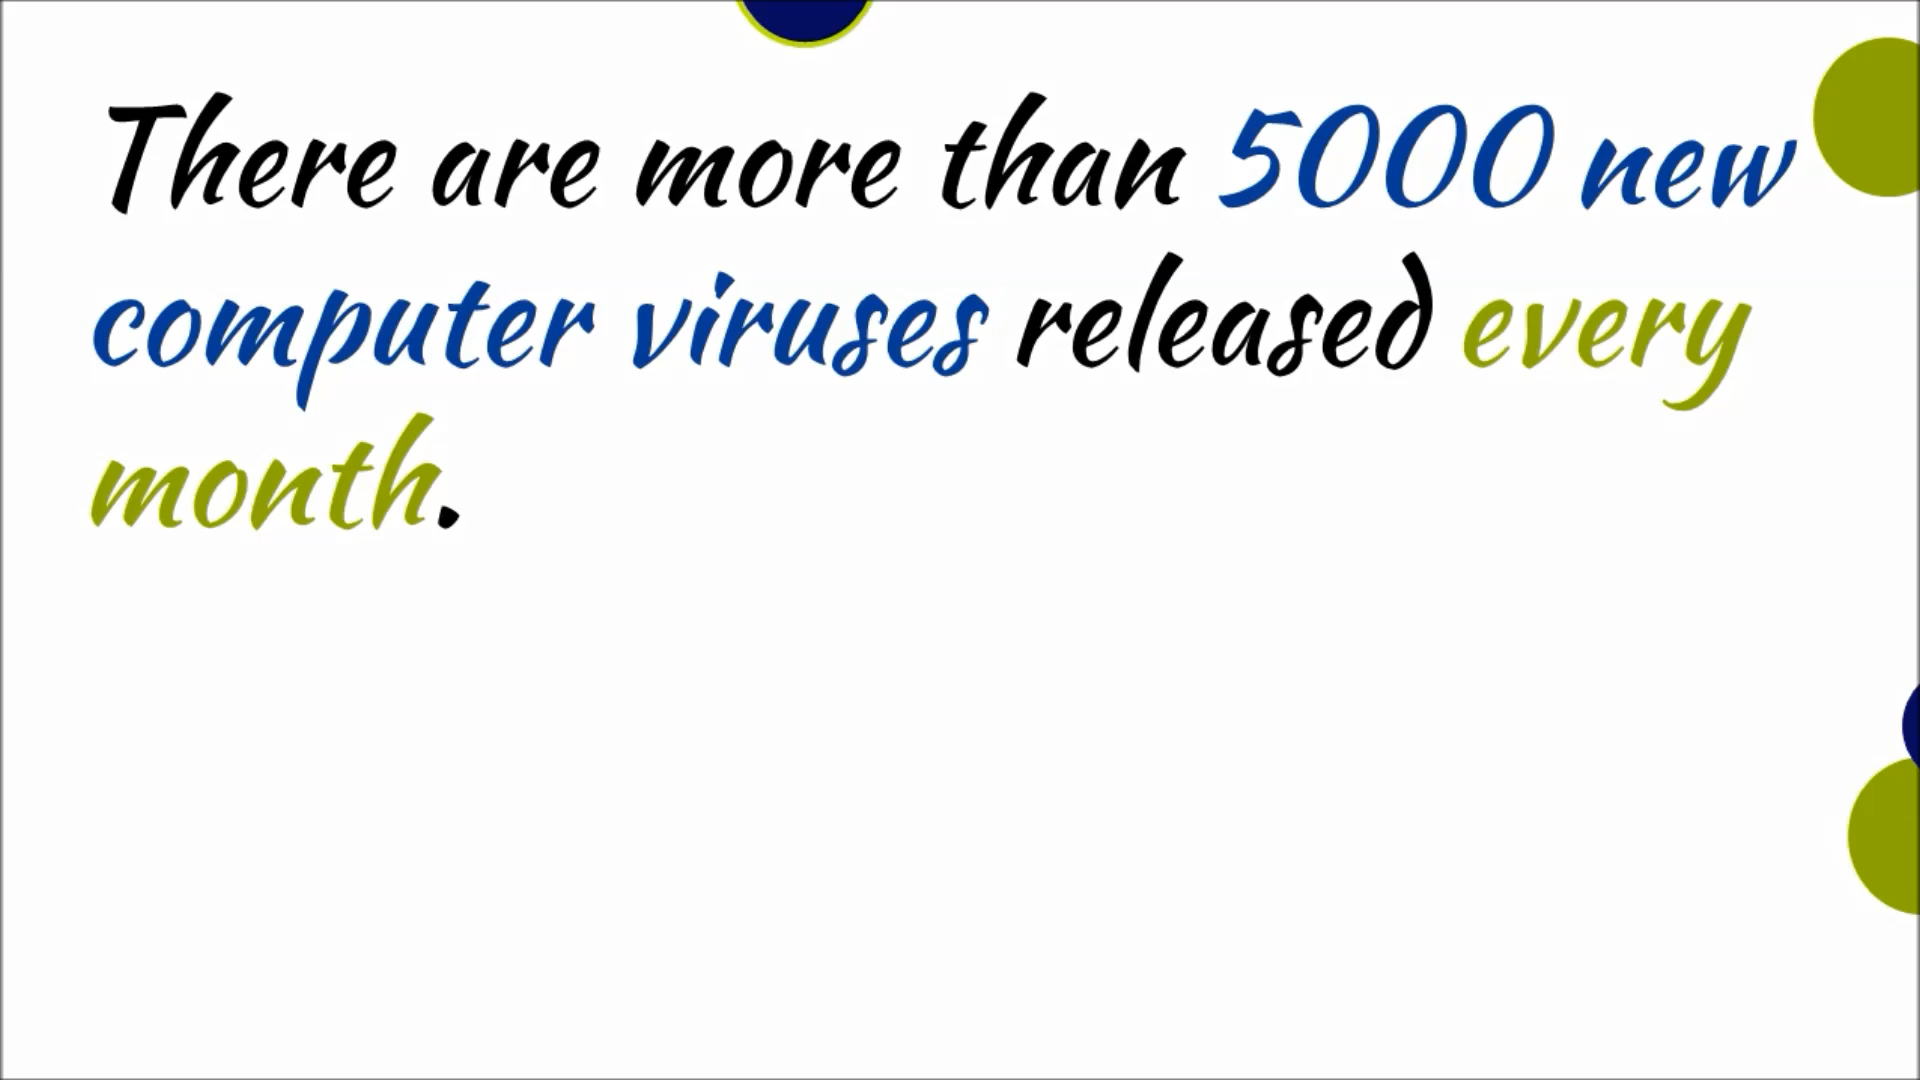 There are more than 5000 new
computer viruses released every
month.